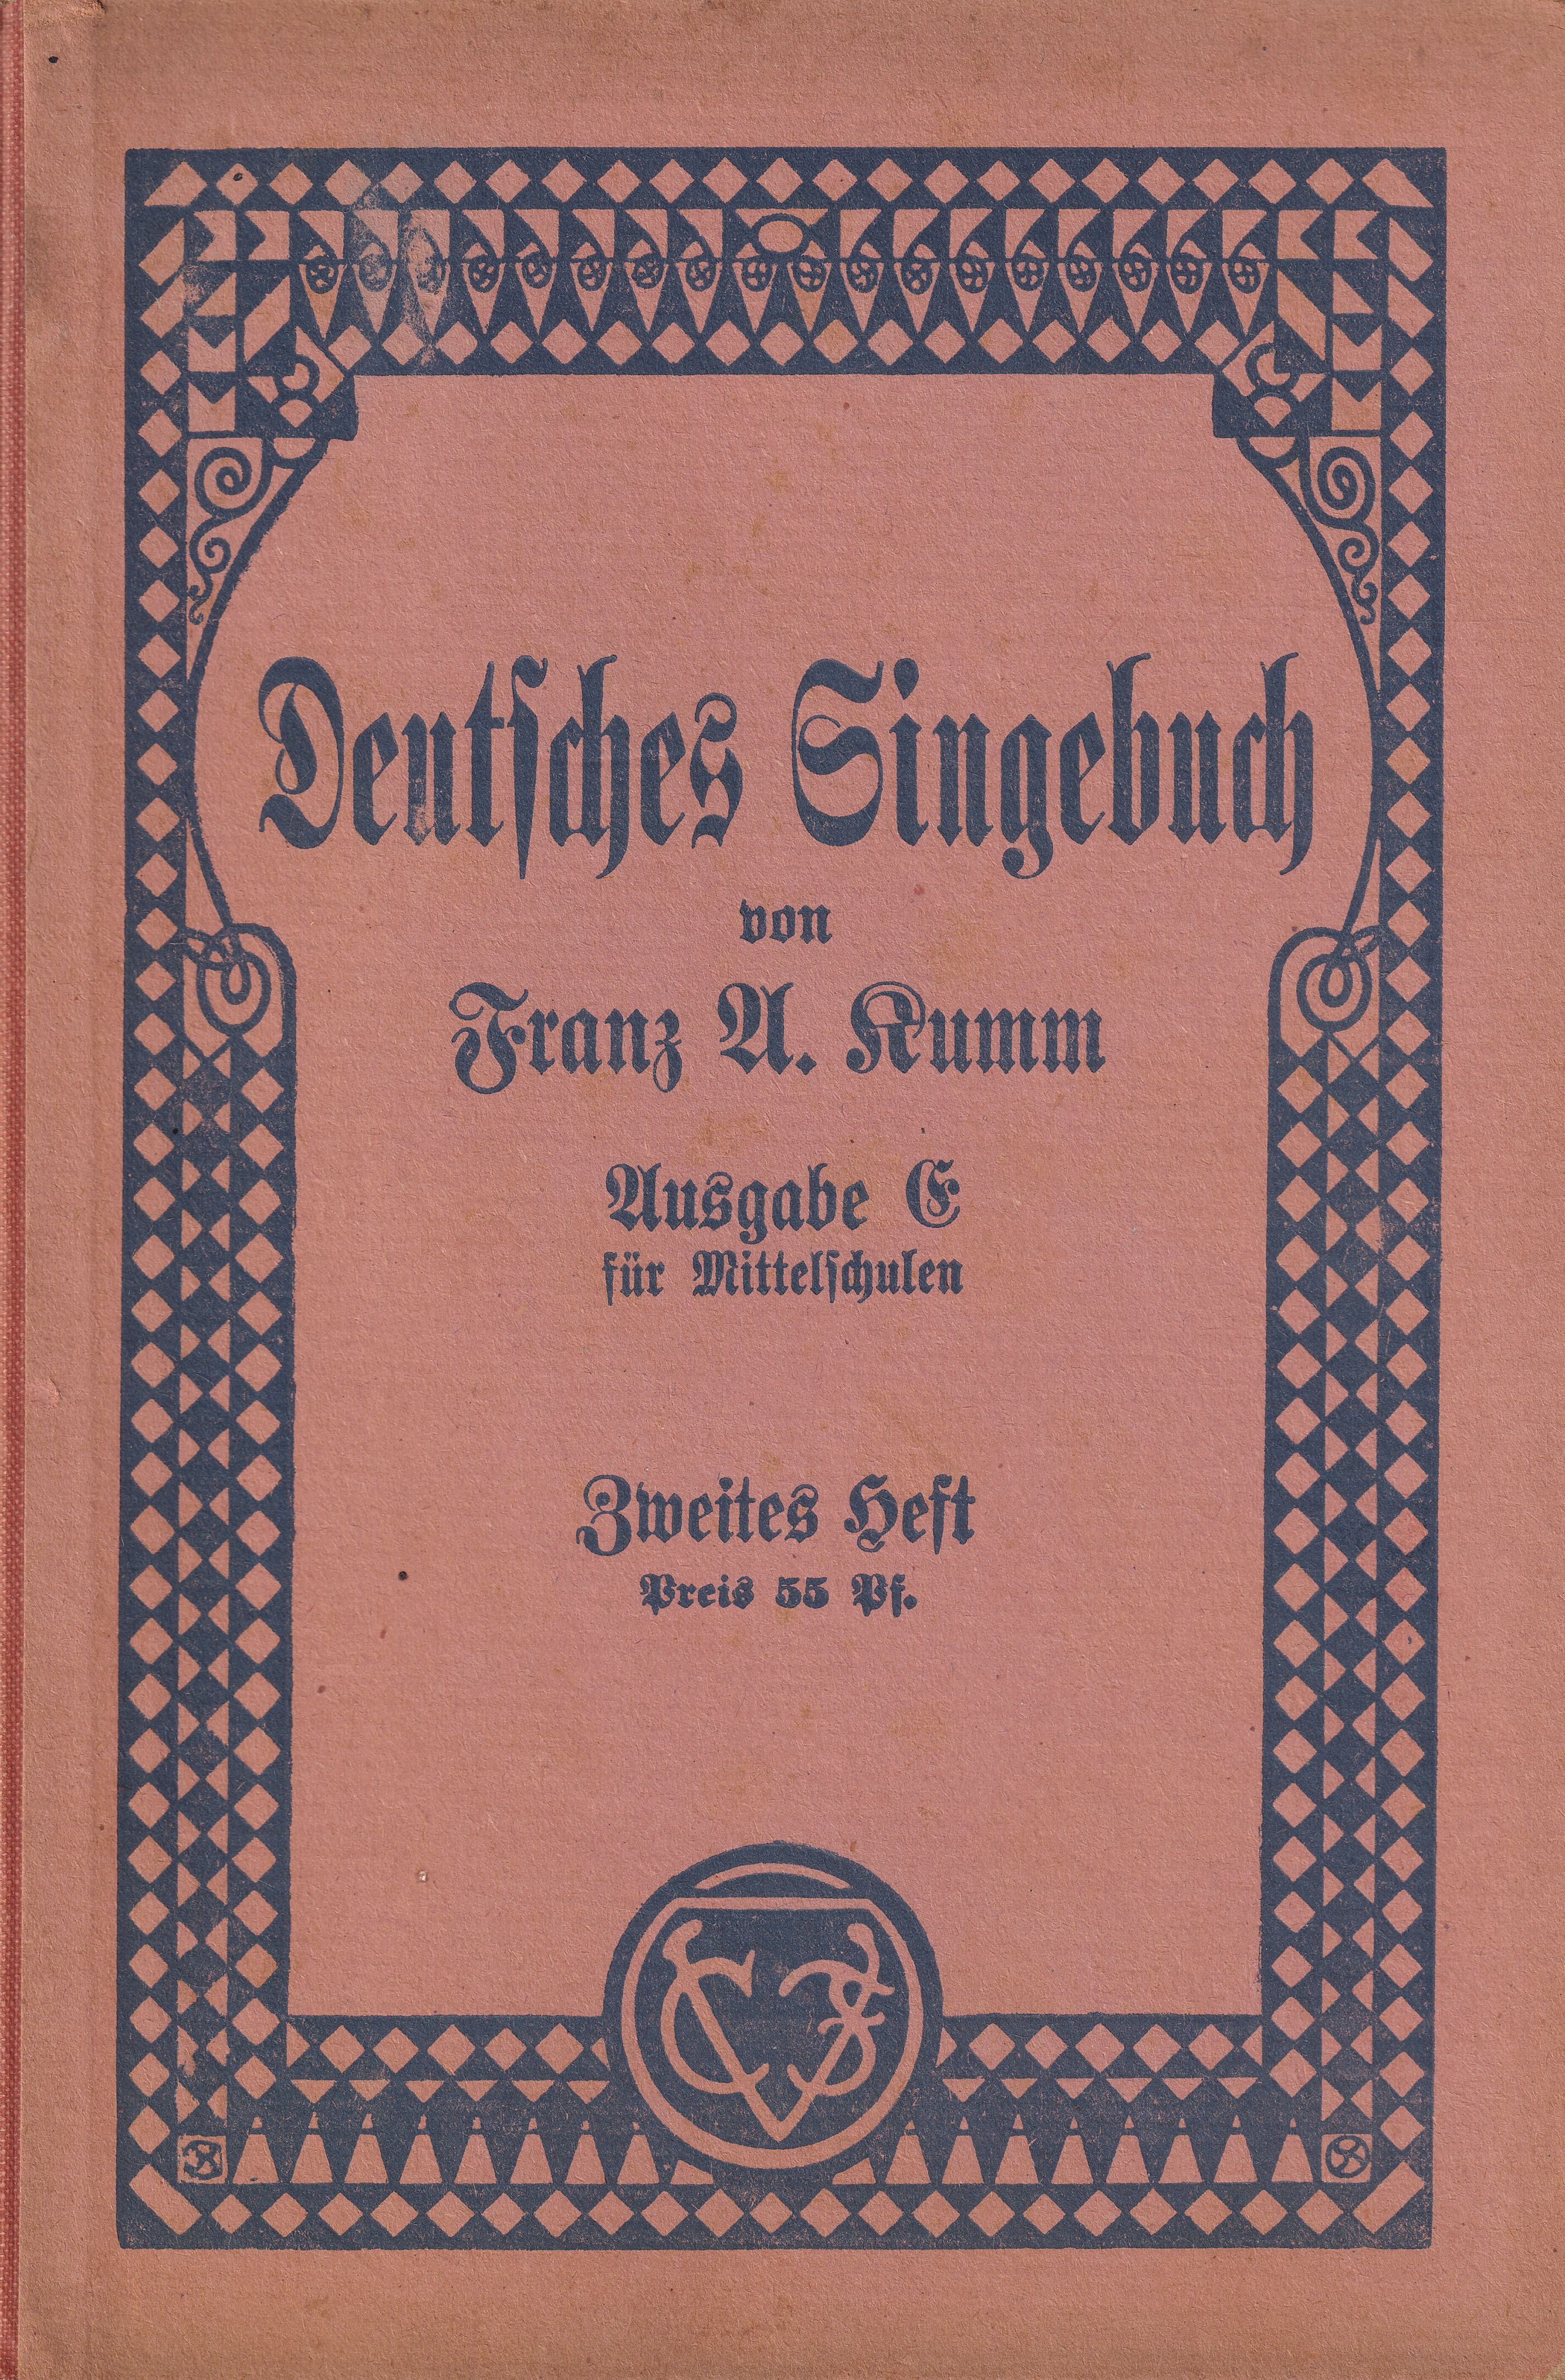 Deutsches Singebuch
von
Franz A. Kumm
Ausgabe E
für Mittelschulen
Zweites Heft
Preis 55 Pf.